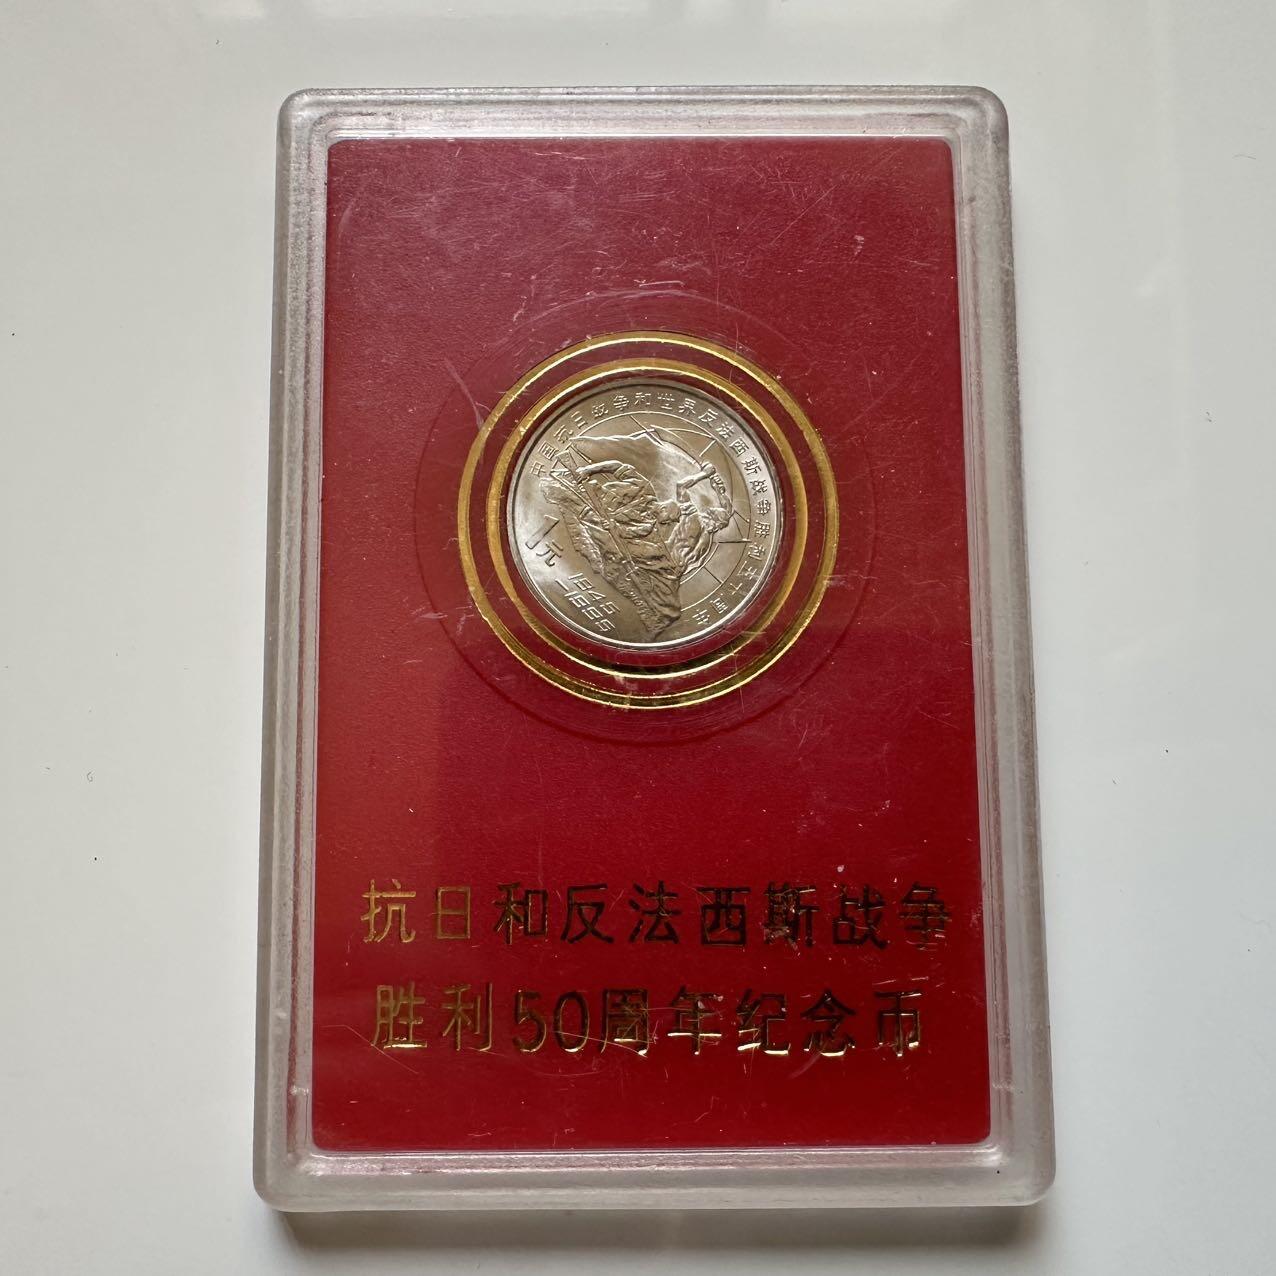 中国抗日战争和世界反法西斯战争胜利五十周年
1元
1945
-1995
抗日和反法西斯战争
胜利50周年纪念币